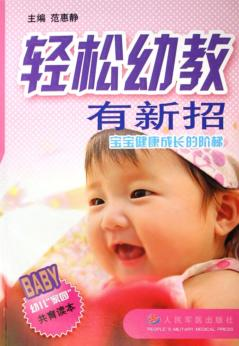 主编 范惠静
轻松幼教
有新招
宝宝健康成长的阶梯
BABY
幼儿“家园”
共育读本
人民军医出版社
PEOPLE'S MILITARY MEDICAL PRESS